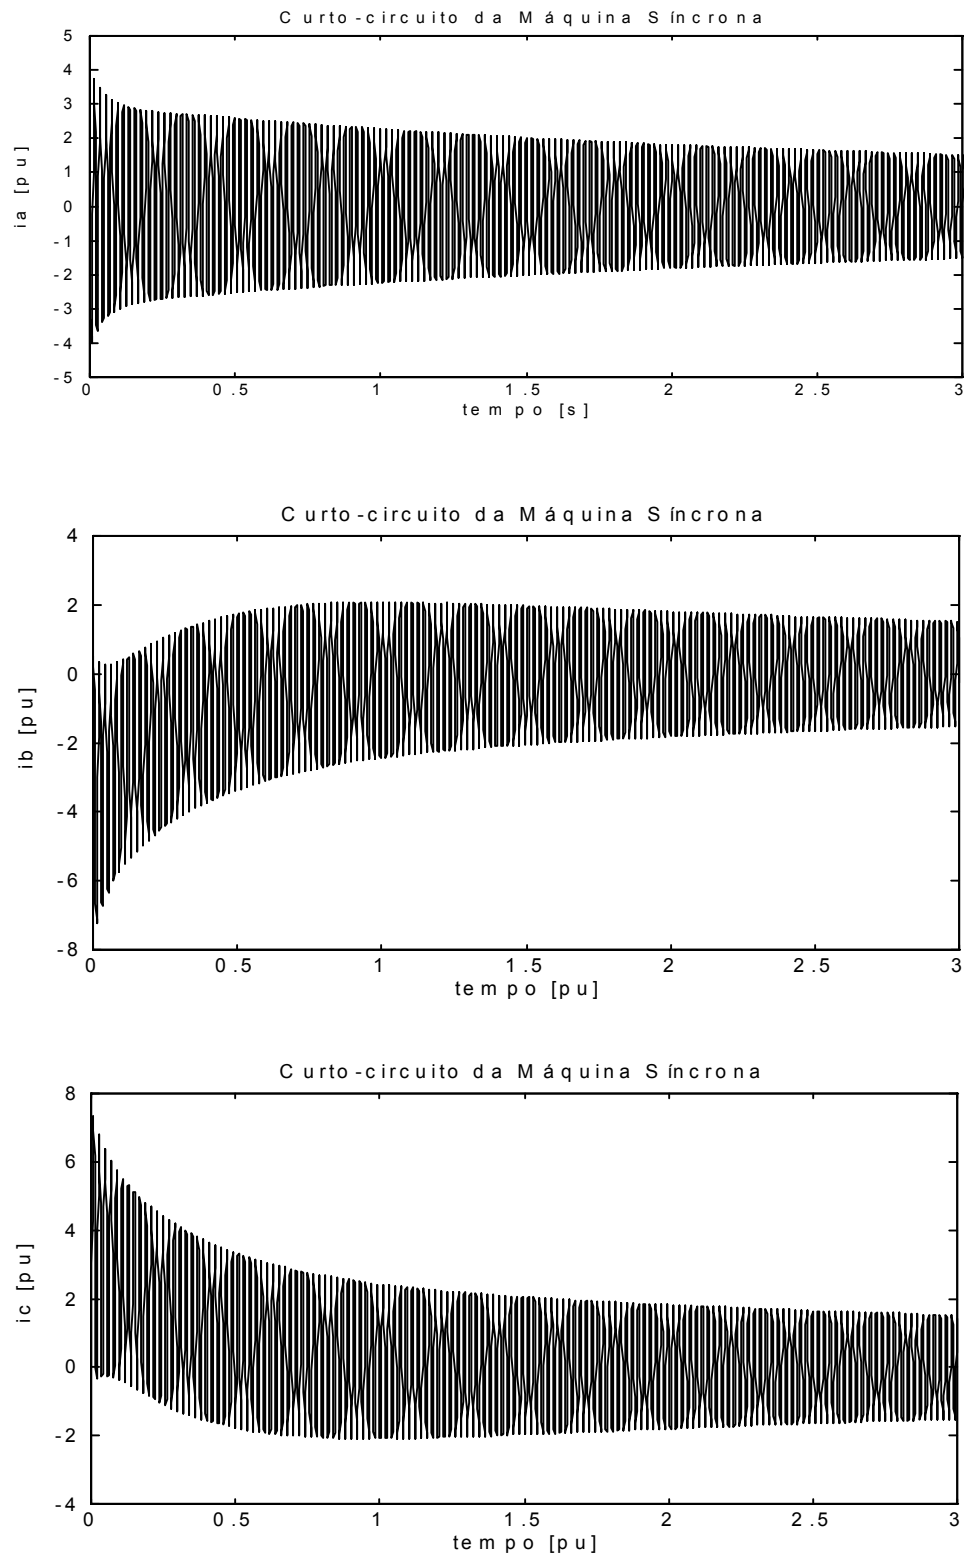 Curto-circuito da Máquina Síncrona
5
4
3
2
1
0
-1
-2
-3
-4
-5
ia [pu]
0 0.5 1 1.5 2 2.5 3
tempo [s]
Curto-circuito da Máquina Síncrona
4
2
0
-2
-4
-6
-8
ib [pu]
0 0.5 1 1.5 2 2.5 3
tempo [pu]
Curto-circuito da Máquina Síncrona
8
6
4
2
0
-2
-4
ic [pu]
0 0.5 1 1.5 2 2.5 3
tempo [pu]